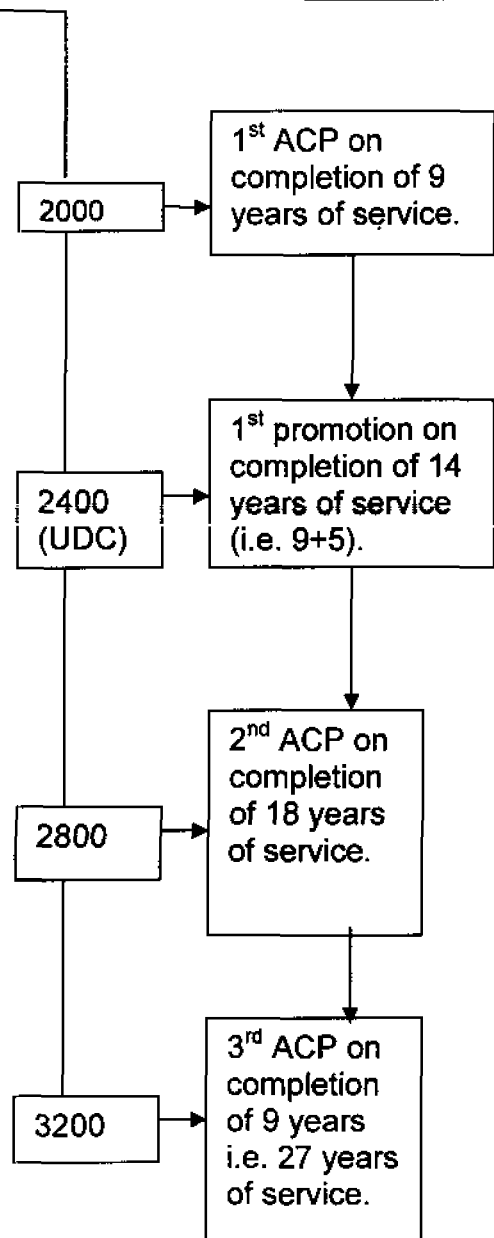 2000
1st ACP on
completion of 9
years of service.
2400
(UDC)
1st promotion on
completion of 14
years of service
(i.e. 9+5).
2800
2nd ACP on
completion
of 18 years
of service.
3200
3rd ACP on
completion
of 9 years
i.e. 27 years
of service.